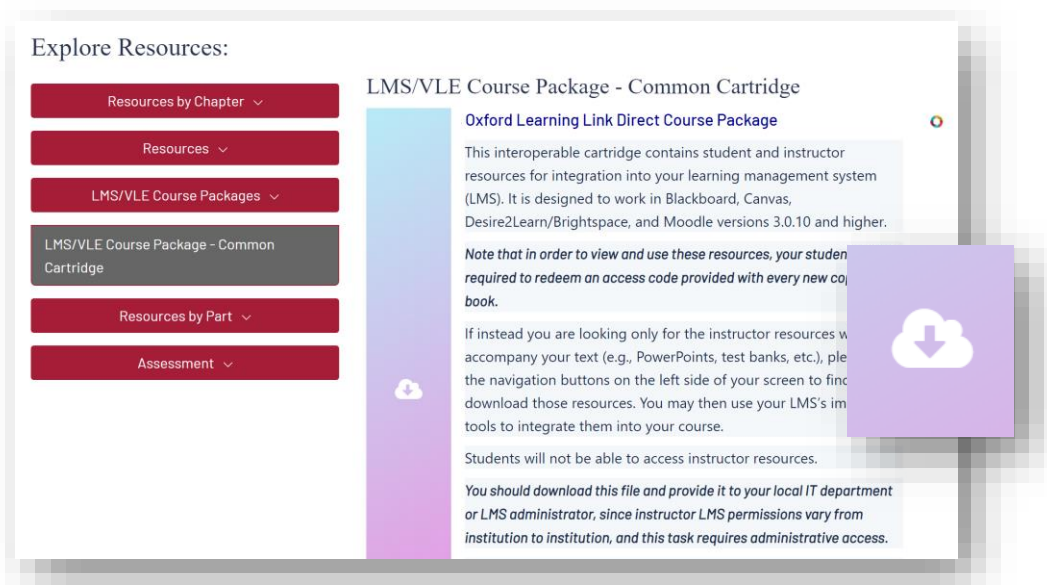 Explore Resources:
Resources by Chapter
Resources
LMS/VLE Course Packages
LMS/VLE Course Package - Common
Cartridge
Resources by Part
Assessment
LMS/VLE Course Package - Common Cartridge
Oxford Learning Link Direct Course Package
This interoperable cartridge contains student and instructor
resources for integration into your learning management system
(LMS). It is designed to work in Blackboard, Canvas,
Desire2Learn/Brightspace, and Moodle versions 3.0.10 and higher.
Note that in order to view and use these resources, your
required to redeem an access code provided with every new
book.
If instead you are looking only for the instructor resources
accompany your text (e.g., PowerPoints, test banks, etc.),
the navigation buttons on the left side of your screen to
download those resources. You may then use your LMS's
tools to integrate them into your course.
Students will not be able to access instructor resources.
You should download this file and provide it to your local IT department
or LMS administrator, since instructor LMS permissions vary from
institution to institution, and this task requires administrative access.